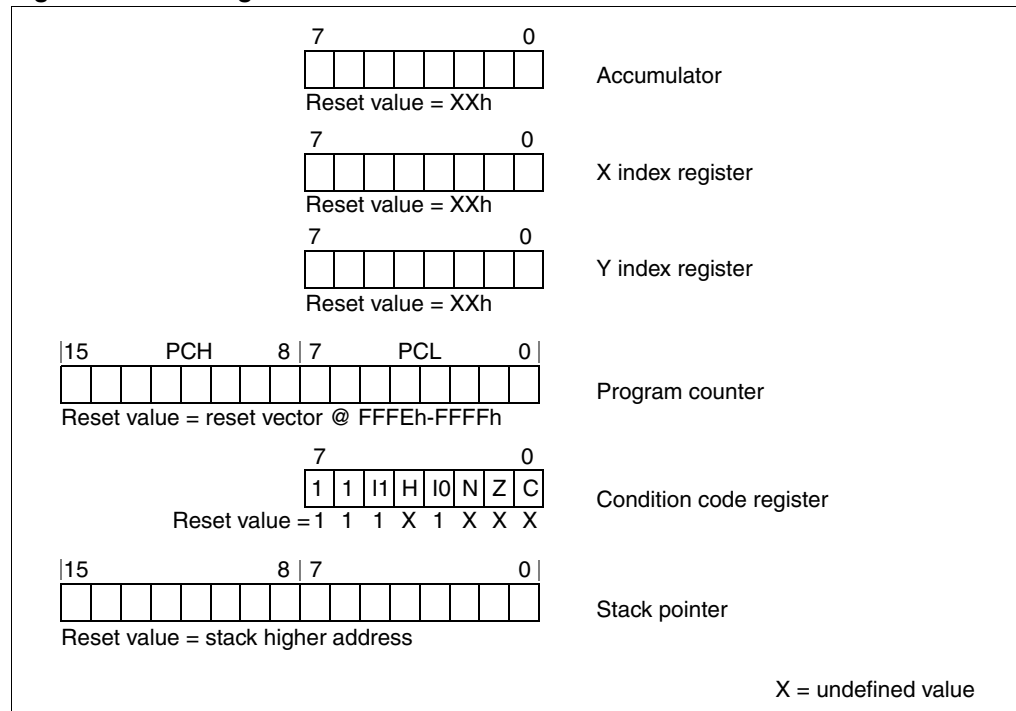 7 0
Accumulator
Reset value = XXh
7 0
X index register
Reset value = XXh
7 0
Y index register
Reset value = XXh
|15 PCH 8 | 7 PCL 0 |
Program counter
Reset value = reset vector @ FFFEh-FFFFh
7 0
1 1 I1 H I0 N Z C
Condition code register
Reset value = 1 1 1 X 1 X X X
|15 8 | 7 0 |
Stack pointer
Reset value = stack higher address
X = undefined value